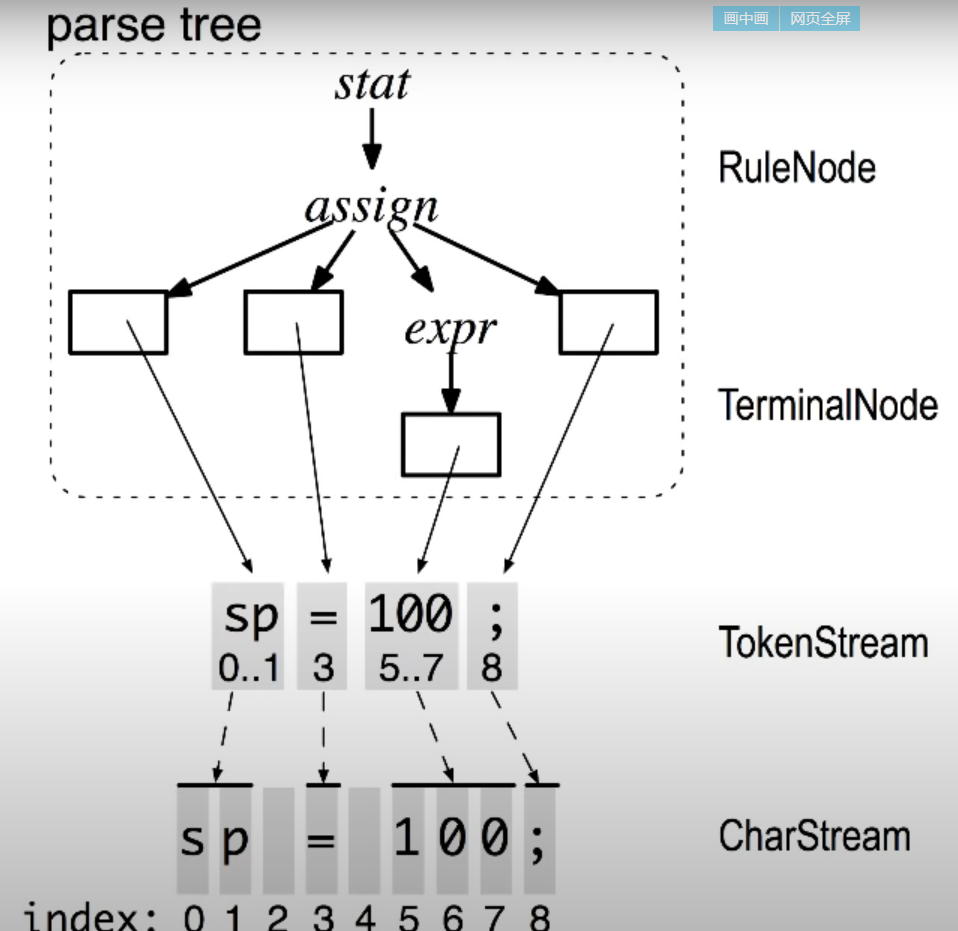 画中画 网页全屏
parse tree
stat
RuleNode
assign
expr
TerminalNode
sp = 100 ;
0..1 3 5..7 8
TokenStream
s p = 1 0 0 ;
CharStream
index: 0 1 2 3 4 5 6 7 8